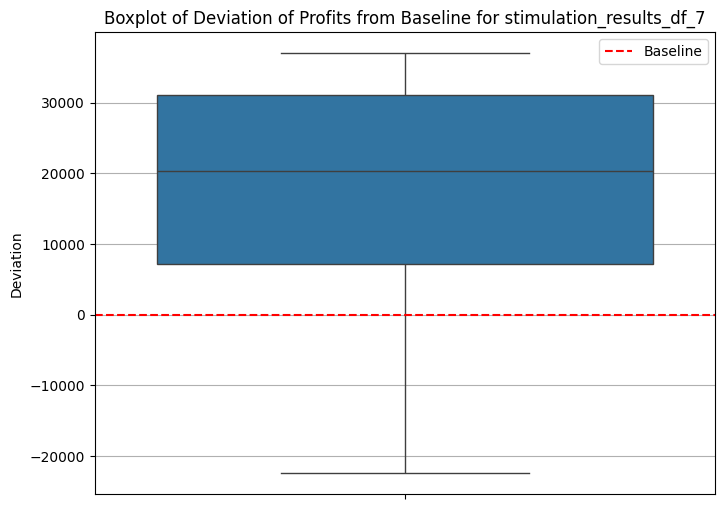 Boxplot of Deviation of Profits from Baseline for stimulation_results_df_7
Baseline
30000
20000
10000
0
−10000
−20000
Deviation